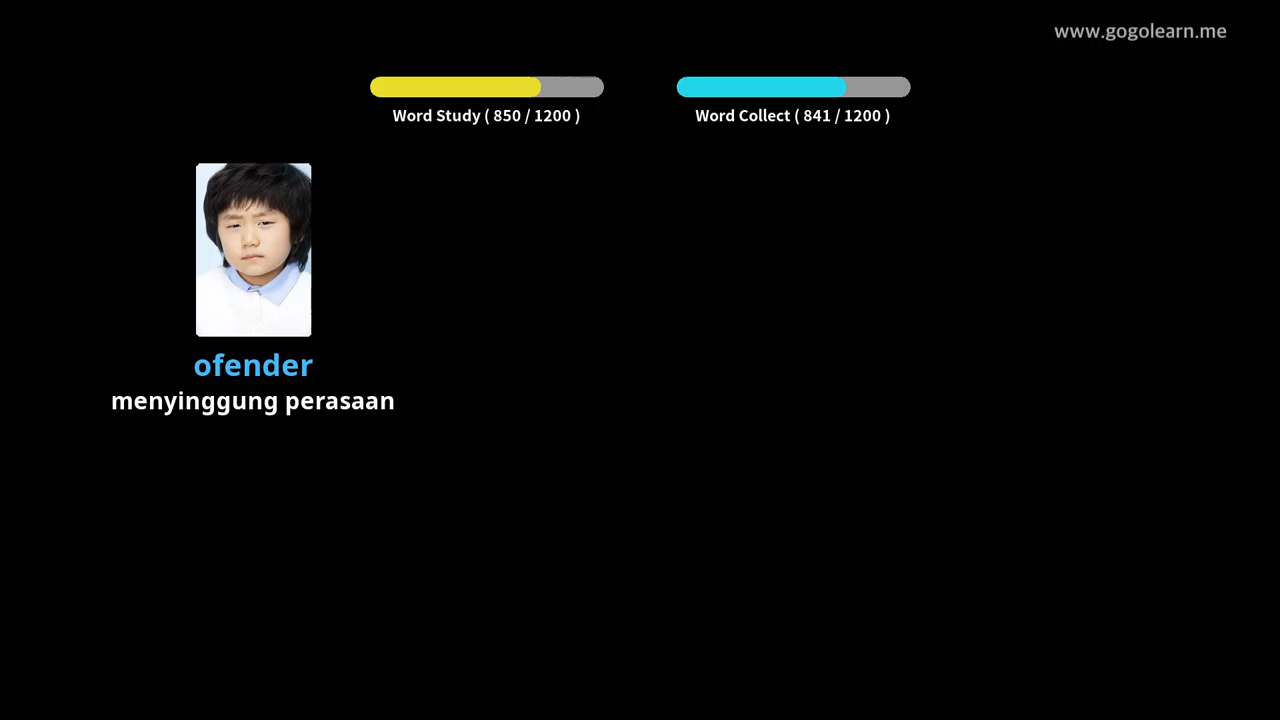 www.gogolearn.me
Word Study ( 850 / 1200 )
Word Collect ( 841 / 1200 )
ofender
menyinggung perasaan